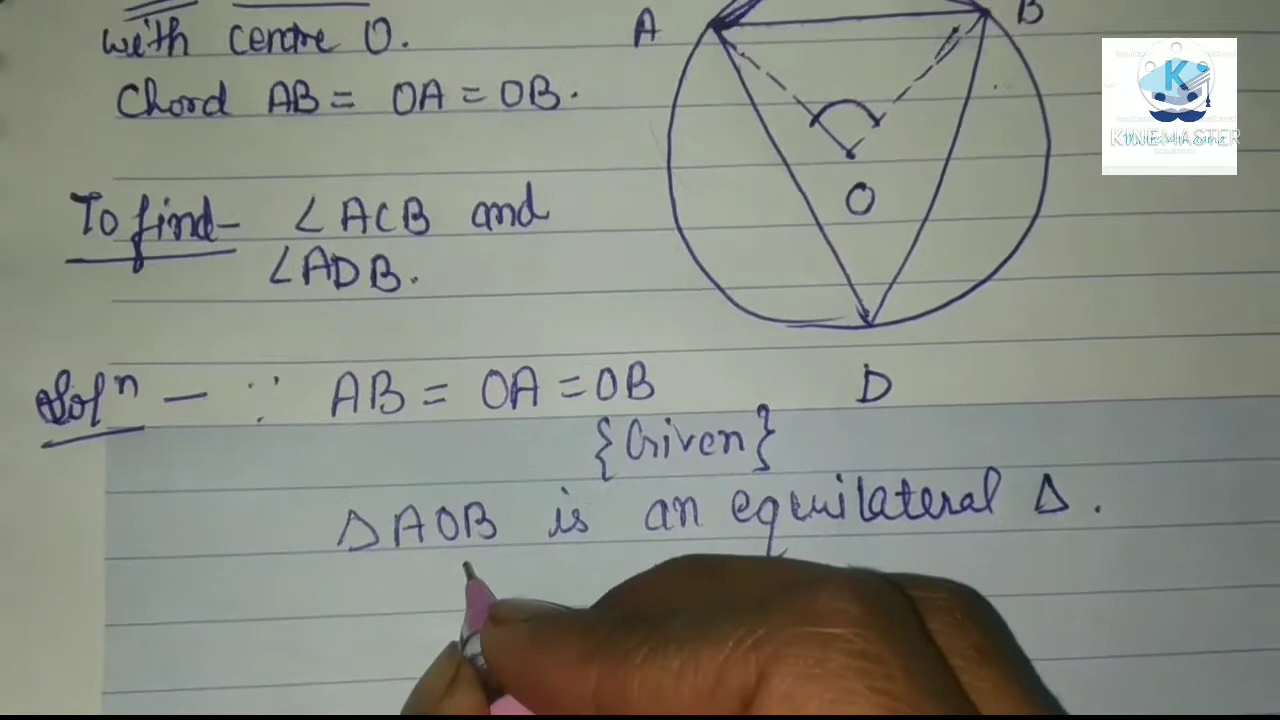 with centre O.
Chord AB = OA = OB.
A
B
O
D
To find- ∠ACB and
∠ADB.
Solⁿ - ∵ AB = OA = OB
{Given}
△AOB is an equilateral △.
K
KINEMASTER